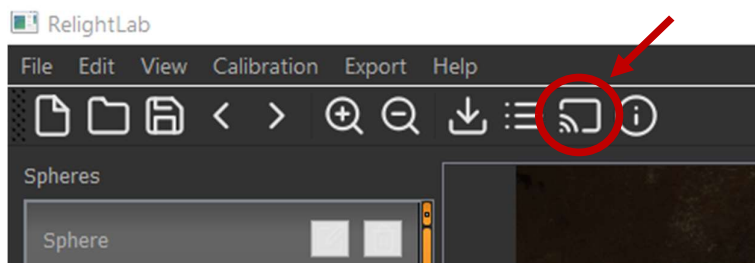 RelightLab
File Edit View Calibration Export Help
Spheres
Sphere